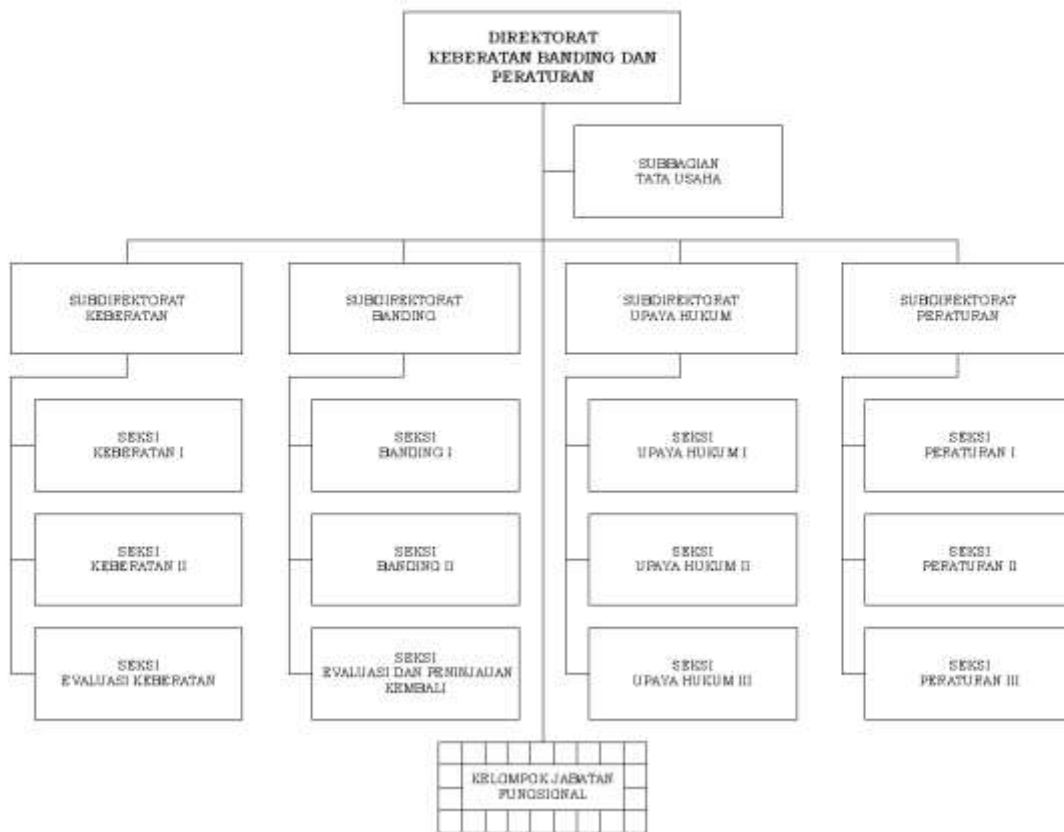 DIREKTORAT
KEBERATAN BANDING DAN
PERATURAN
SUBBAGIAN
TATA USAHA
SUBDIREKTORAT
KEBERATAN
SUBDIREKTORAT
BANDING
SUBDIREKTORAT
UPAYA HUKUM
SUBDIREKTORAT
PERATURAN
SEKSI
KEBERATAN I
SEKSI
BANDING I
SEKSI
UPAYA HUKUM I
SEKSI
PERATURAN I
SEKSI
KEBERATAN II
SEKSI
BANDING II
SEKSI
UPAYA HUKUM II
SEKSI
PERATURAN II
SEKSI
EVALUASI KEBERATAN
SEKSI
EVALUASI DAN PENINJAUAN
KEMBALI
SEKSI
UPAYA HUKUM III
SEKSI
PERATURAN III
KELOMPOK JABATAN
FUNGSIONAL